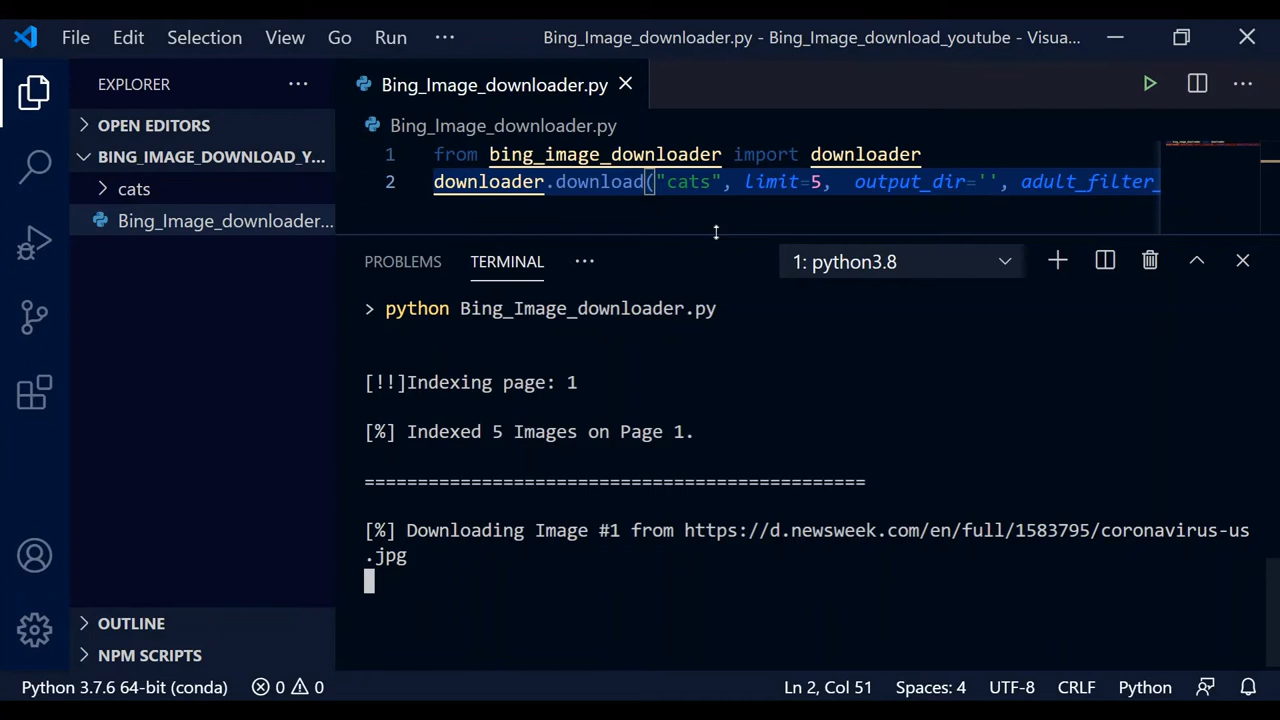 File Edit Selection View Go Run ··· Bing_Image_downloader.py - Bing_Image_download_youtube - Visua...
EXPLORER ···
Bing_Image_downloader.py
OPEN EDITORS
BING_IMAGE_DOWNLOAD_Y...
cats
Bing_Image_downloader...
Bing_Image_downloader.py
1 from bing_image_downloader import downloader
2 downloader.download("cats", limit=5, output_dir='', adult_filter_
PROBLEMS TERMINAL ··· 1: python3.8
> python Bing_Image_downloader.py
[!!]Indexing page: 1
[%] Indexed 5 Images on Page 1.
===============================================
[%] Downloading Image #1 from https://d.newsweek.com/en/full/1583795/coronavirus-us
.jpg
OUTLINE
NPM SCRIPTS
Python 3.7.6 64-bit (conda) 0 0 Ln 2, Col 51 Spaces: 4 UTF-8 CRLF Python